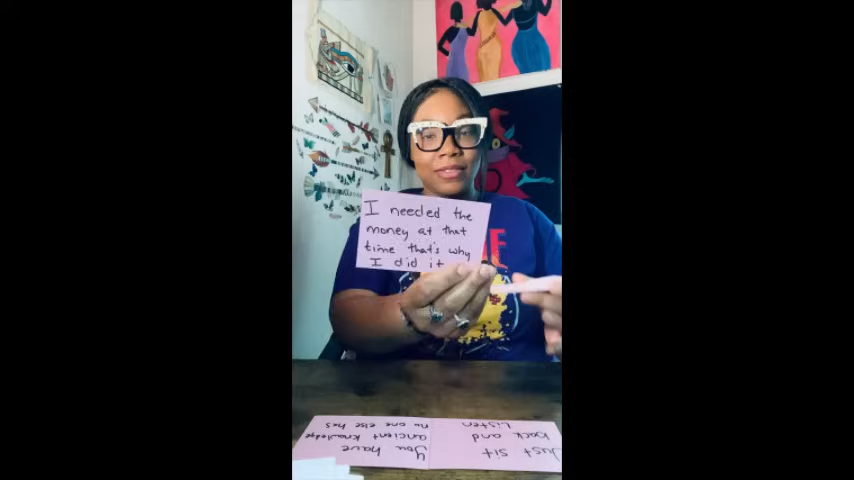 I needed the
money at that
time that's why
I did it
You have
ancient knowledge
no one else has
Just sit
back and
Listen